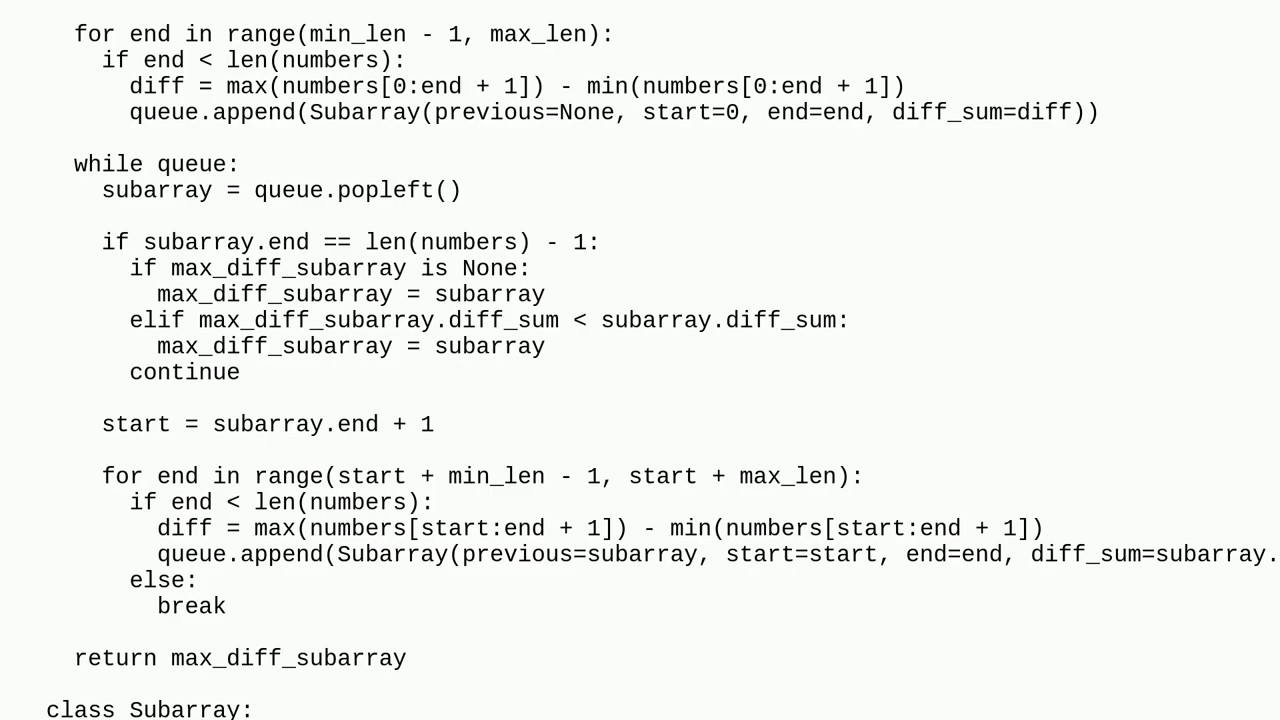 for end in range(min_len - 1, max_len):
if end < len(numbers):
diff = max(numbers[0:end + 1]) - min(numbers[0:end + 1])
queue.append(Subarray(previous=None, start=0, end=end, diff_sum=diff))
while queue:
subarray = queue.popleft()
if subarray.end == len(numbers) - 1:
if max_diff_subarray is None:
max_diff_subarray = subarray
elif max_diff_subarray.diff_sum < subarray.diff_sum:
max_diff_subarray = subarray
continue
start = subarray.end + 1
for end in range(start + min_len - 1, start + max_len):
if end < len(numbers):
diff = max(numbers[start:end + 1]) - min(numbers[start:end + 1])
queue.append(Subarray(previous=subarray, start=start, end=end, diff_sum=subarray.
else:
break
return max_diff_subarray
class Subarray: